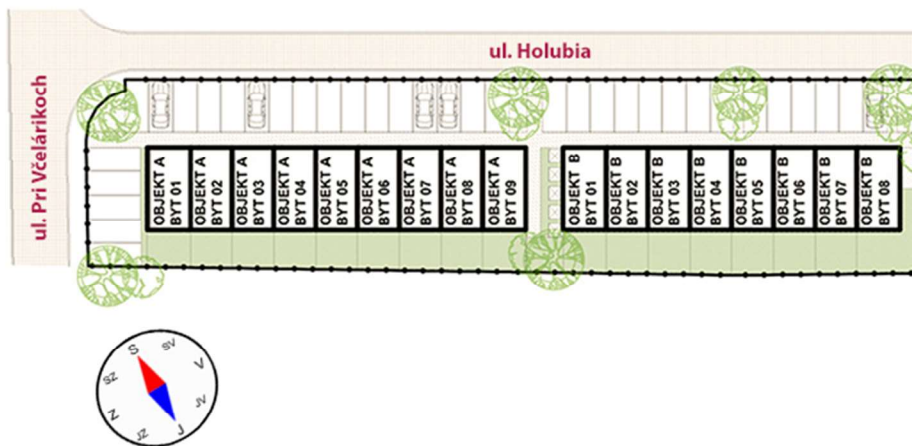 ul. Holubia
ul. Pri Včelárikoch
OBJEKT A
BYT 01
OBJEKT A
BYT 02
OBJEKT A
BYT 03
OBJEKT A
BYT 04
OBJEKT A
BYT 05
OBJEKT A
BYT 06
OBJEKT A
BYT 07
OBJEKT A
BYT 08
OBJEKT A
BYT 09
OBJEKT B
BYT 01
OBJEKT B
BYT 02
OBJEKT B
BYT 03
OBJEKT B
BYT 04
OBJEKT B
BYT 05
OBJEKT B
BYT 06
OBJEKT B
BYT 07
OBJEKT B
BYT 08
S
SV
V
JV
J
JZ
Z
SZ